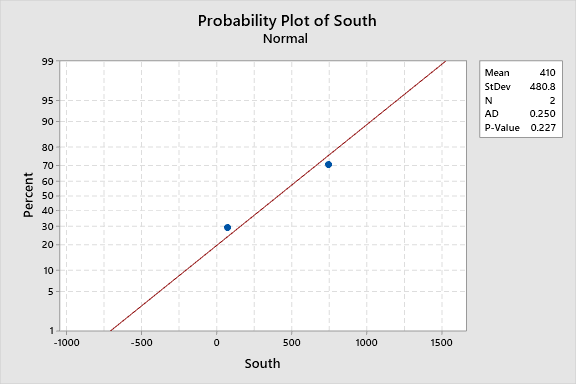 Probability Plot of South
Normal
99
95
90
80
70
60
50
40
30
20
10
5
1
Percent
-1000 -500 0 500 1000 1500
South
Mean 410
StDev 480.8
N 2
AD 0.250
P-Value 0.227